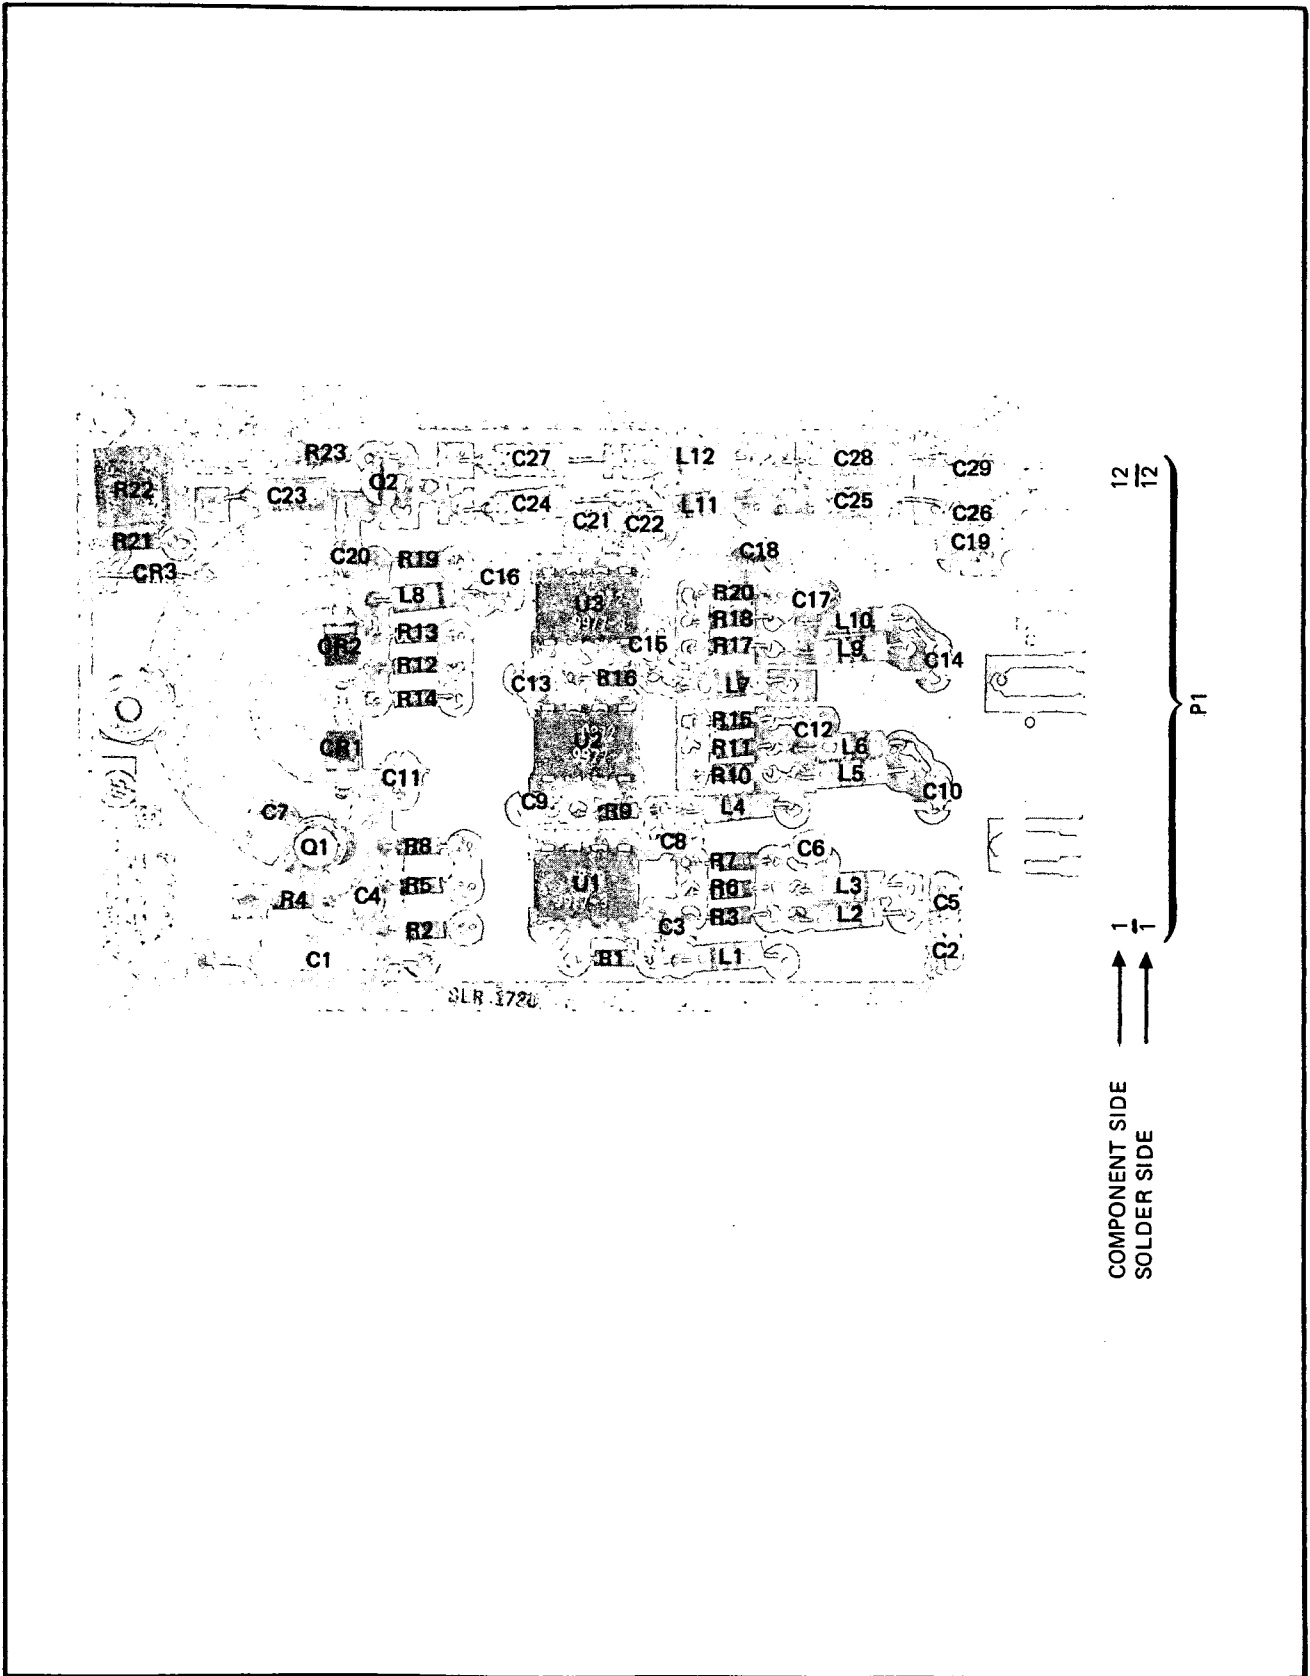 R23 C27 L12 C28 C29
R22 C23 Q2 C24 L11 C25 C26
C21 C22
R21 C20 R19 C18 C19
CR3 L8 C16 U3 R20 C17
R13 R18 L10
CR2 C15 R17 L9 C14
R12 C13 R16 L7
R14
R15 C12
CR1 U2 R11 L6
C11 R10 L5 C10
C7 C9 R9 L4
Q1 R8 C8 C6
R7
R4 C4 R5 U1 R6 L3 C5
R2 C3 R3 L2
C1 R1 L1 C2
12
12
1
1
P1
COMPONENT SIDE
SOLDER SIDE